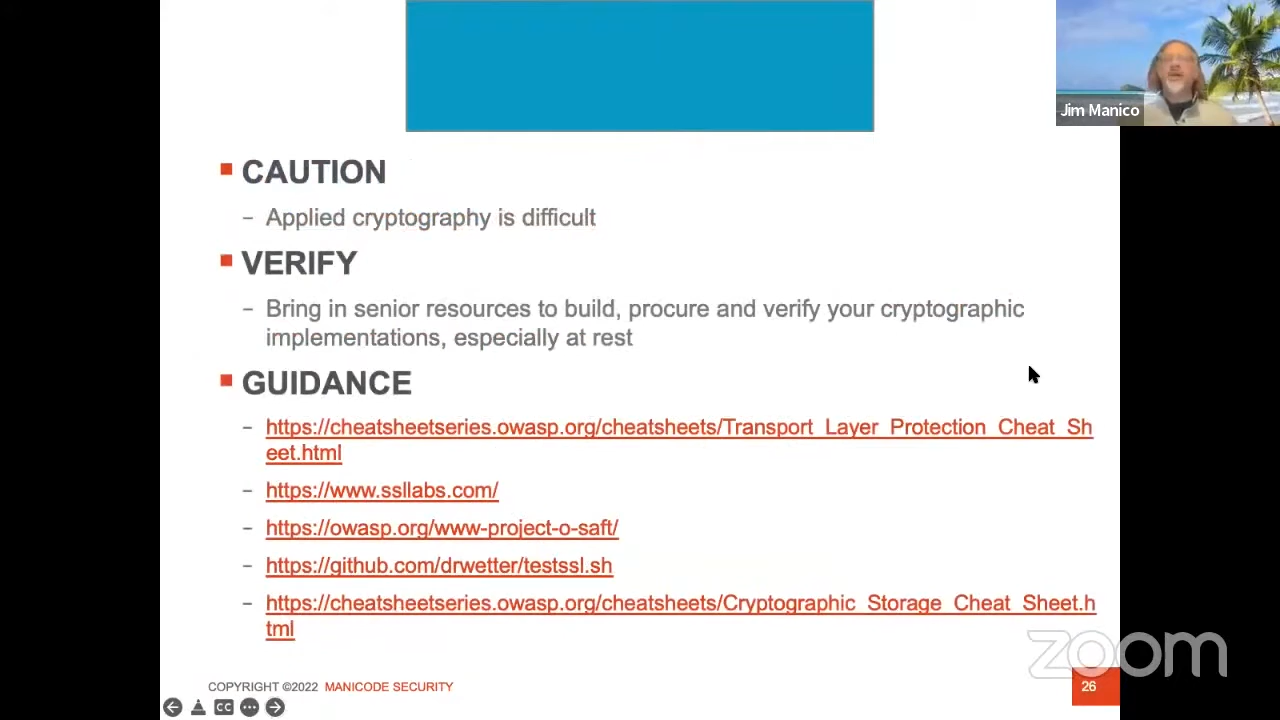 Jim Manico
CAUTION
– Applied cryptography is difficult
VERIFY
– Bring in senior resources to build, procure and verify your cryptographic
implementations, especially at rest
GUIDANCE
– https://cheatsheetseries.owasp.org/cheatsheets/Transport_Layer_Protection_Cheat_Sh
eet.html
– https://www.ssllabs.com/
– https://owasp.org/www-project-o-saft/
– https://github.com/drwetter/testssl.sh
– https://cheatsheetseries.owasp.org/cheatsheets/Cryptographic_Storage_Cheat_Sheet.h
tml
zoom
COPYRIGHT ©2022 MANICODE SECURITY
26
CC